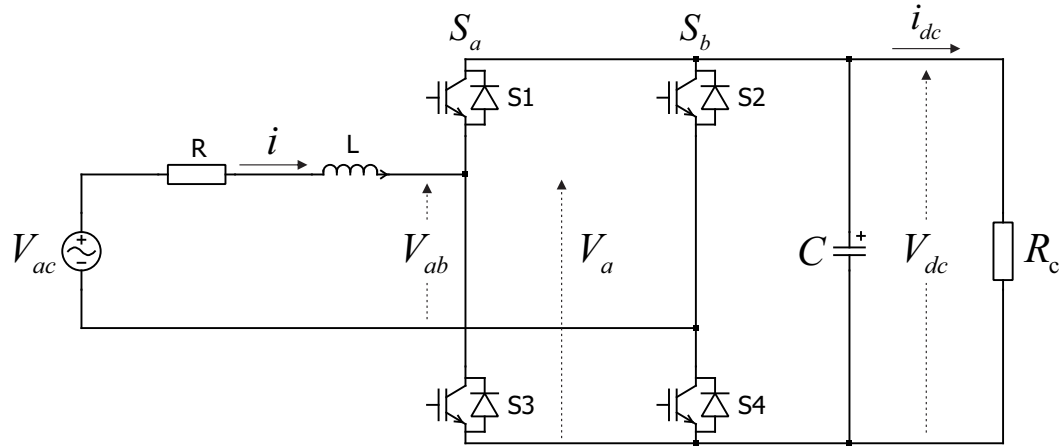 S_a
S_b
i_dc
S1
S2
R
i
L
V_ac
V_ab
V_a
C
+
V_dc
R_c
+
−
S3
S4